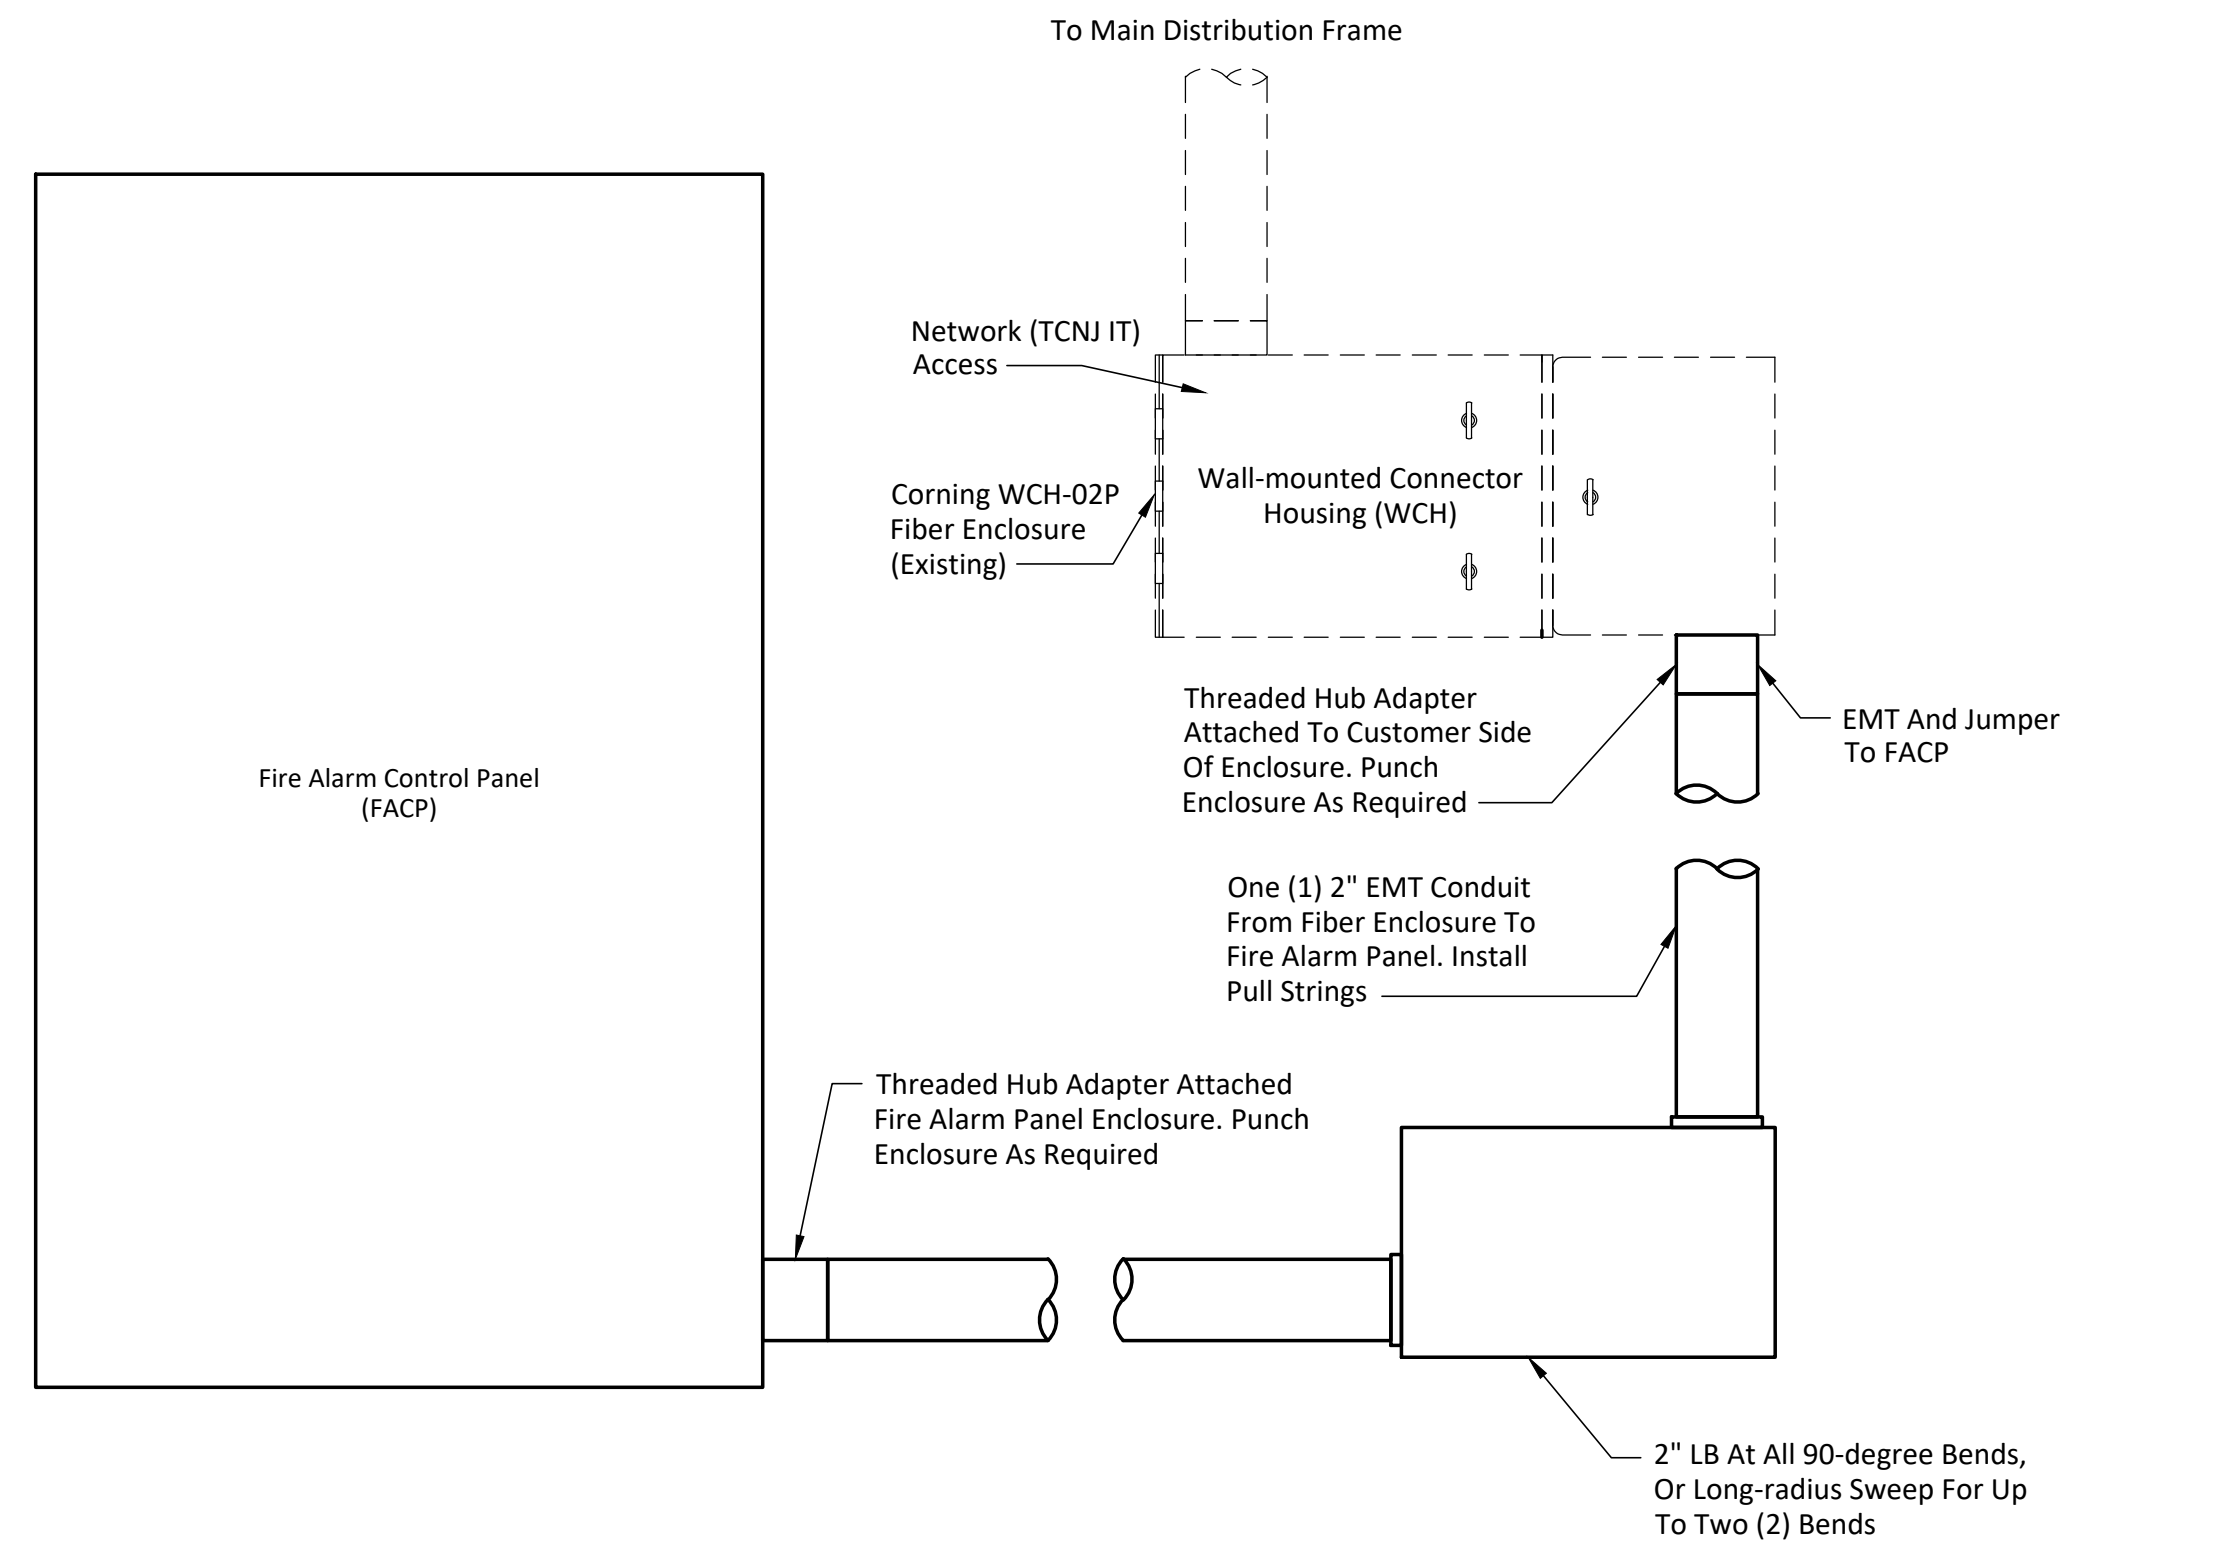 To Main Distribution Frame
Network (TCNJ IT)
Access
Corning WCH-02P
Fiber Enclosure
(Existing)
Wall-mounted Connector
Housing (WCH)
Threaded Hub Adapter
Attached To Customer Side
Of Enclosure. Punch
Enclosure As Required
EMT And Jumper
To FACP
Fire Alarm Control Panel
(FACP)
One (1) 2" EMT Conduit
From Fiber Enclosure To
Fire Alarm Panel. Install
Pull Strings
Threaded Hub Adapter Attached
Fire Alarm Panel Enclosure. Punch
Enclosure As Required
2" LB At All 90-degree Bends,
Or Long-radius Sweep For Up
To Two (2) Bends